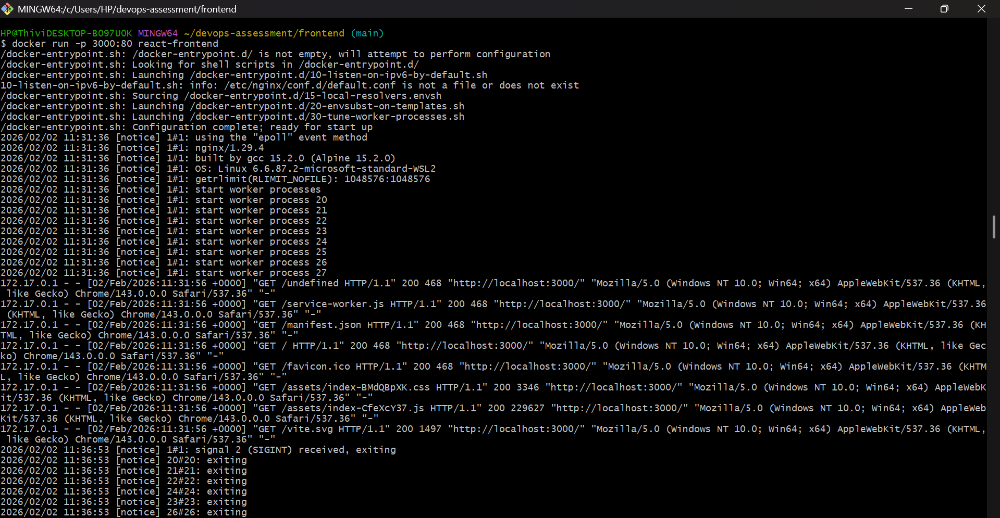 MINGW64:/c/Users/HP/devops-assessment/frontend
HP@ThiviDESKTOP-B097U0K MINGW64 ~/devops-assessment/frontend (main)
$ docker run -p 3000:80 react-frontend
/docker-entrypoint.sh: /docker-entrypoint.d/ is not empty, will attempt to perform configuration
/docker-entrypoint.sh: Looking for shell scripts in /docker-entrypoint.d/
/docker-entrypoint.sh: Launching /docker-entrypoint.d/10-listen-on-ipv6-by-default.sh
10-listen-on-ipv6-by-default.sh: info: /etc/nginx/conf.d/default.conf is not a file or does not exist
/docker-entrypoint.sh: Sourcing /docker-entrypoint.d/15-local-resolvers.envsh
/docker-entrypoint.sh: Launching /docker-entrypoint.d/20-envsubst-on-templates.sh
/docker-entrypoint.sh: Launching /docker-entrypoint.d/30-tune-worker-processes.sh
/docker-entrypoint.sh: Configuration complete; ready for start up
2026/02/02 11:31:36 [notice] 1#1: using the "epoll" event method
2026/02/02 11:31:36 [notice] 1#1: nginx/1.29.4
2026/02/02 11:31:36 [notice] 1#1: built by gcc 15.2.0 (Alpine 15.2.0)
2026/02/02 11:31:36 [notice] 1#1: OS: Linux 6.6.87.2-microsoft-standard-WSL2
2026/02/02 11:31:36 [notice] 1#1: getrlimit(RLIMIT_NOFILE): 1048576:1048576
2026/02/02 11:31:36 [notice] 1#1: start worker processes
2026/02/02 11:31:36 [notice] 1#1: start worker process 20
2026/02/02 11:31:36 [notice] 1#1: start worker process 21
2026/02/02 11:31:36 [notice] 1#1: start worker process 22
2026/02/02 11:31:36 [notice] 1#1: start worker process 23
2026/02/02 11:31:36 [notice] 1#1: start worker process 24
2026/02/02 11:31:36 [notice] 1#1: start worker process 25
2026/02/02 11:31:36 [notice] 1#1: start worker process 26
2026/02/02 11:31:36 [notice] 1#1: start worker process 27
172.17.0.1 - - [02/Feb/2026:11:31:56 +0000] "GET /undefined HTTP/1.1" 200 468 "http://localhost:3000/" "Mozilla/5.0 (Windows NT 10.0; Win64; x64) AppleWebKit/537.36 (KHTML,
 like Gecko) Chrome/143.0.0.0 Safari/537.36" "-"
172.17.0.1 - - [02/Feb/2026:11:31:56 +0000] "GET /service-worker.js HTTP/1.1" 200 468 "http://localhost:3000/" "Mozilla/5.0 (Windows NT 10.0; Win64; x64) AppleWebKit/537.36
 (KHTML, like Gecko) Chrome/143.0.0.0 Safari/537.36" "-"
172.17.0.1 - - [02/Feb/2026:11:31:56 +0000] "GET /manifest.json HTTP/1.1" 200 468 "http://localhost:3000/" "Mozilla/5.0 (Windows NT 10.0; Win64; x64) AppleWebKit/537.36 (KH
TML, like Gecko) Chrome/143.0.0.0 Safari/537.36" "-"
172.17.0.1 - - [02/Feb/2026:11:31:56 +0000] "GET / HTTP/1.1" 200 468 "http://localhost:3000/" "Mozilla/5.0 (Windows NT 10.0; Win64; x64) AppleWebKit/537.36 (KHTML, like Gec
ko) Chrome/143.0.0.0 Safari/537.36" "-"
172.17.0.1 - - [02/Feb/2026:11:31:56 +0000] "GET /favicon.ico HTTP/1.1" 200 468 "http://localhost:3000/" "Mozilla/5.0 (Windows NT 10.0; Win64; x64) AppleWebKit/537.36 (KHTM
L, like Gecko) Chrome/143.0.0.0 Safari/537.36" "-"
172.17.0.1 - - [02/Feb/2026:11:31:56 +0000] "GET /assets/index-BMdQBpXK.css HTTP/1.1" 200 3346 "http://localhost:3000/" "Mozilla/5.0 (Windows NT 10.0; Win64; x64) AppleWebK
it/537.36 (KHTML, like Gecko) Chrome/143.0.0.0 Safari/537.36" "-"
172.17.0.1 - - [02/Feb/2026:11:31:56 +0000] "GET /assets/index-CfeXcY37.js HTTP/1.1" 200 229627 "http://localhost:3000/" "Mozilla/5.0 (Windows NT 10.0; Win64; x64) AppleWeb
Kit/537.36 (KHTML, like Gecko) Chrome/143.0.0.0 Safari/537.36" "-"
172.17.0.1 - - [02/Feb/2026:11:31:56 +0000] "GET /vite.svg HTTP/1.1" 200 1497 "http://localhost:3000/" "Mozilla/5.0 (Windows NT 10.0; Win64; x64) AppleWebKit/537.36 (KHTML,
 like Gecko) Chrome/143.0.0.0 Safari/537.36" "-"
2026/02/02 11:36:53 [notice] 1#1: signal 2 (SIGINT) received, exiting
2026/02/02 11:36:53 [notice] 20#20: exiting
2026/02/02 11:36:53 [notice] 21#21: exiting
2026/02/02 11:36:53 [notice] 22#22: exiting
2026/02/02 11:36:53 [notice] 24#24: exiting
2026/02/02 11:36:53 [notice] 23#23: exiting
2026/02/02 11:36:53 [notice] 26#26: exiting